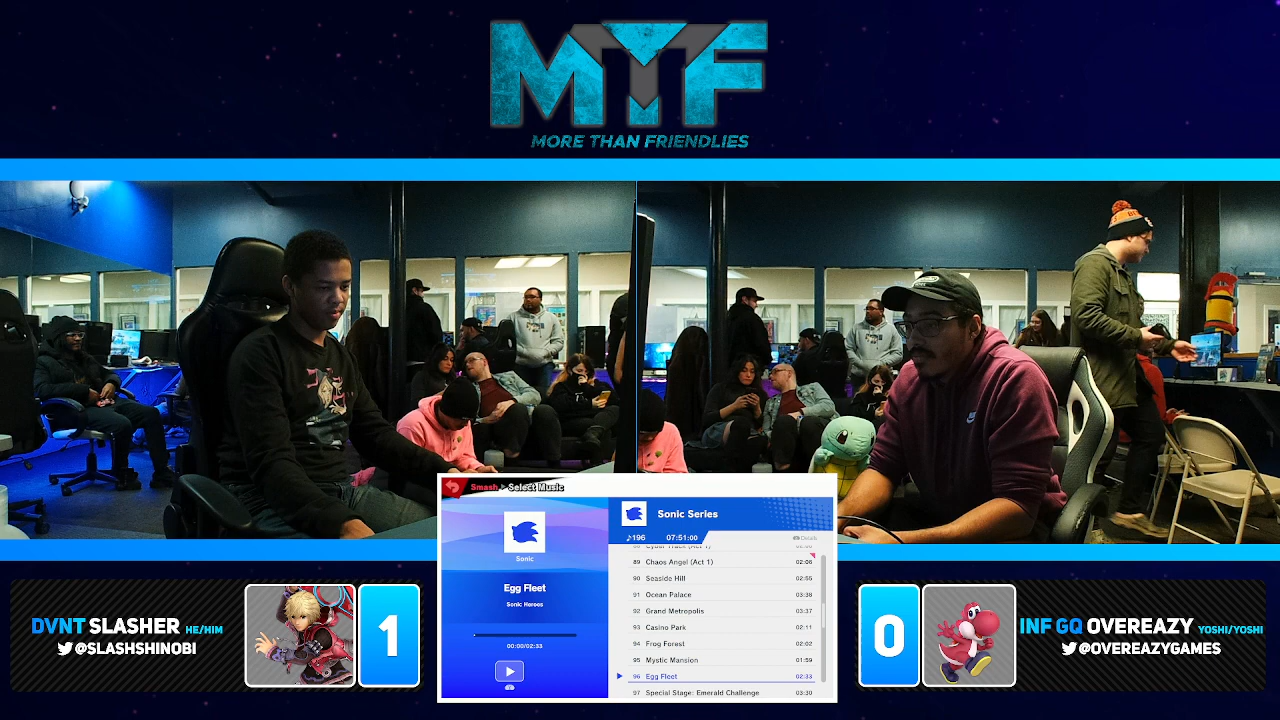 MTF
MORE THAN FRIENDLIES
Smash ▸ Select Music
Sonic
Egg Fleet
Sonic Heroes
00:00/02:33
Sonic Series
♪196 07:51:00 Details
89 Chaos Angel (Act 1) 02:06
90 Seaside Hill 02:55
91 Ocean Palace 03:38
92 Grand Metropolis 03:37
93 Casino Park 02:11
94 Frog Forest 02:02
95 Mystic Mansion 01:59
96 Egg Fleet 02:33
97 Special Stage: Emerald Challenge 03:30
DVNT SLASHER HE/HIM
@SLASHSHINOBI
1
0
INF GQ OVEREAZY YOSHI/YOSHI
@OVEREAZYGAMES